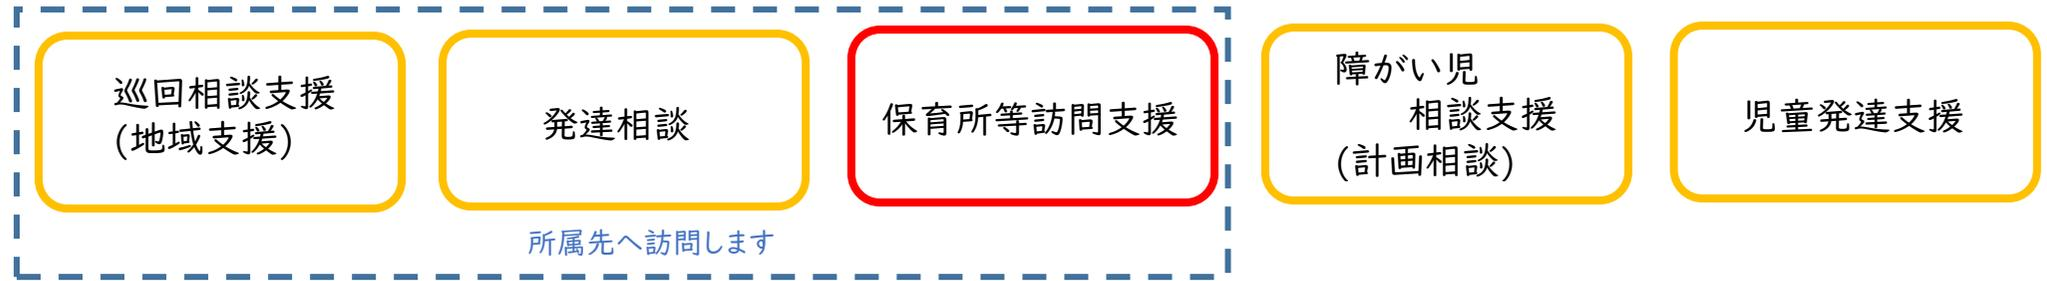 巡回相談支援
(地域支援)
発達相談
保育所等訪問支援
障がい児
相談支援
(計画相談)
児童発達支援
所属先へ訪問します